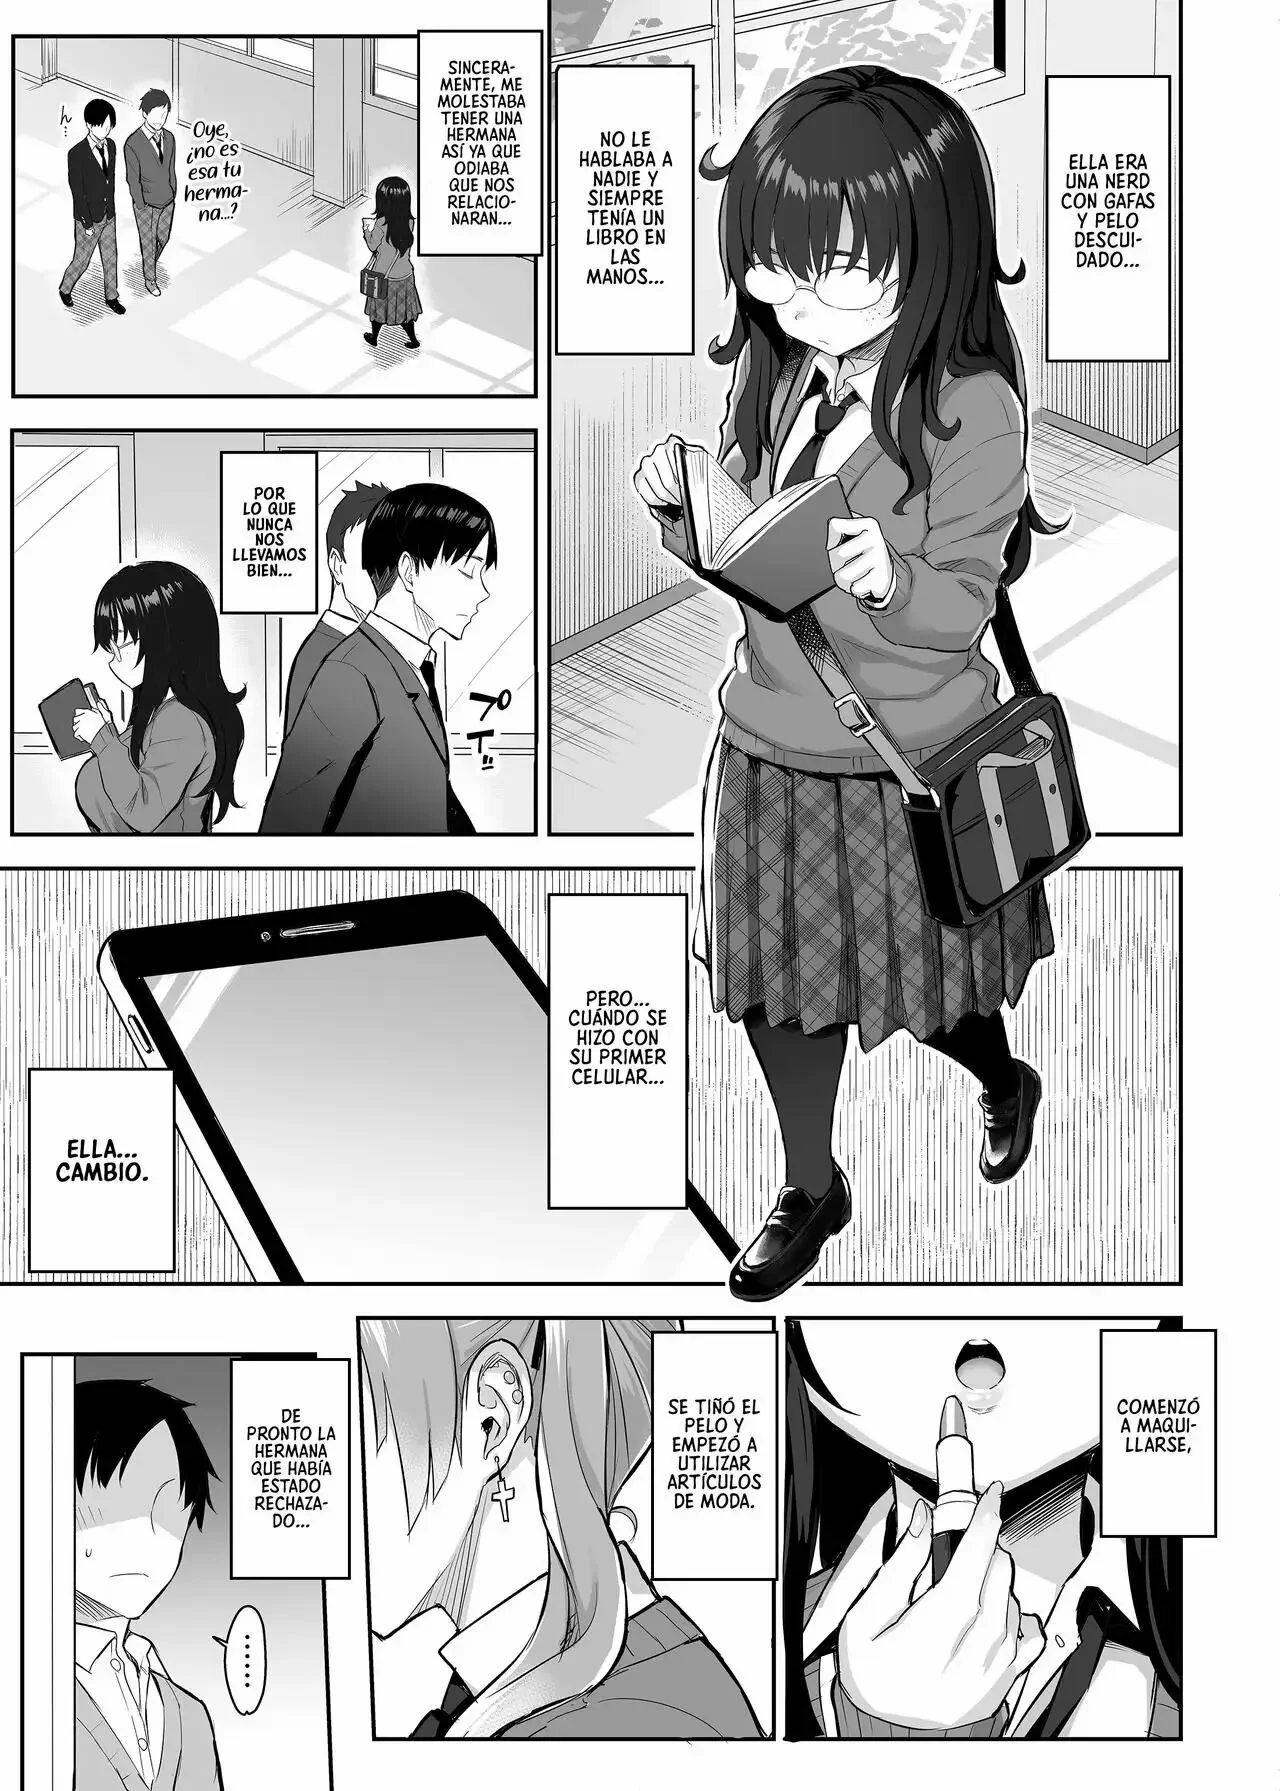 ELLA ERA
UNA NERD
CON GAFAS
Y PELO
DESCUI-
DADO...
NO LE
HABLABA A
NADIE Y
SIEMPRE
TENÍA UN
LIBRO EN
LAS
MANOS...
SINCERA-
MENTE, ME
MOLESTABA
TENER UNA
HERMANA
ASÍ YA QUE
ODIABA
QUE NOS
RELACIO-
NARAN...
Oye,
¿no es
esa tu
herma-
na...?
h...
POR
LO QUE
NUNCA
NOS
LLEVAMOS
BIEN...
プイッ
PERO...
CUÁNDO SE
HIZO CON
SU PRIMER
CELULAR...
ELLA...
CAMBIO.
COMENZÓ
A MAQUI-
LLARSE,
SE TIÑÓ EL
PELO Y
EMPEZÓ A
UTILIZAR
ARTÍCULOS
DE MODA.
DE
PRONTO LA
HERMANA
QUE HABÍA
ESTADO
RECHAZA-
DO...
......